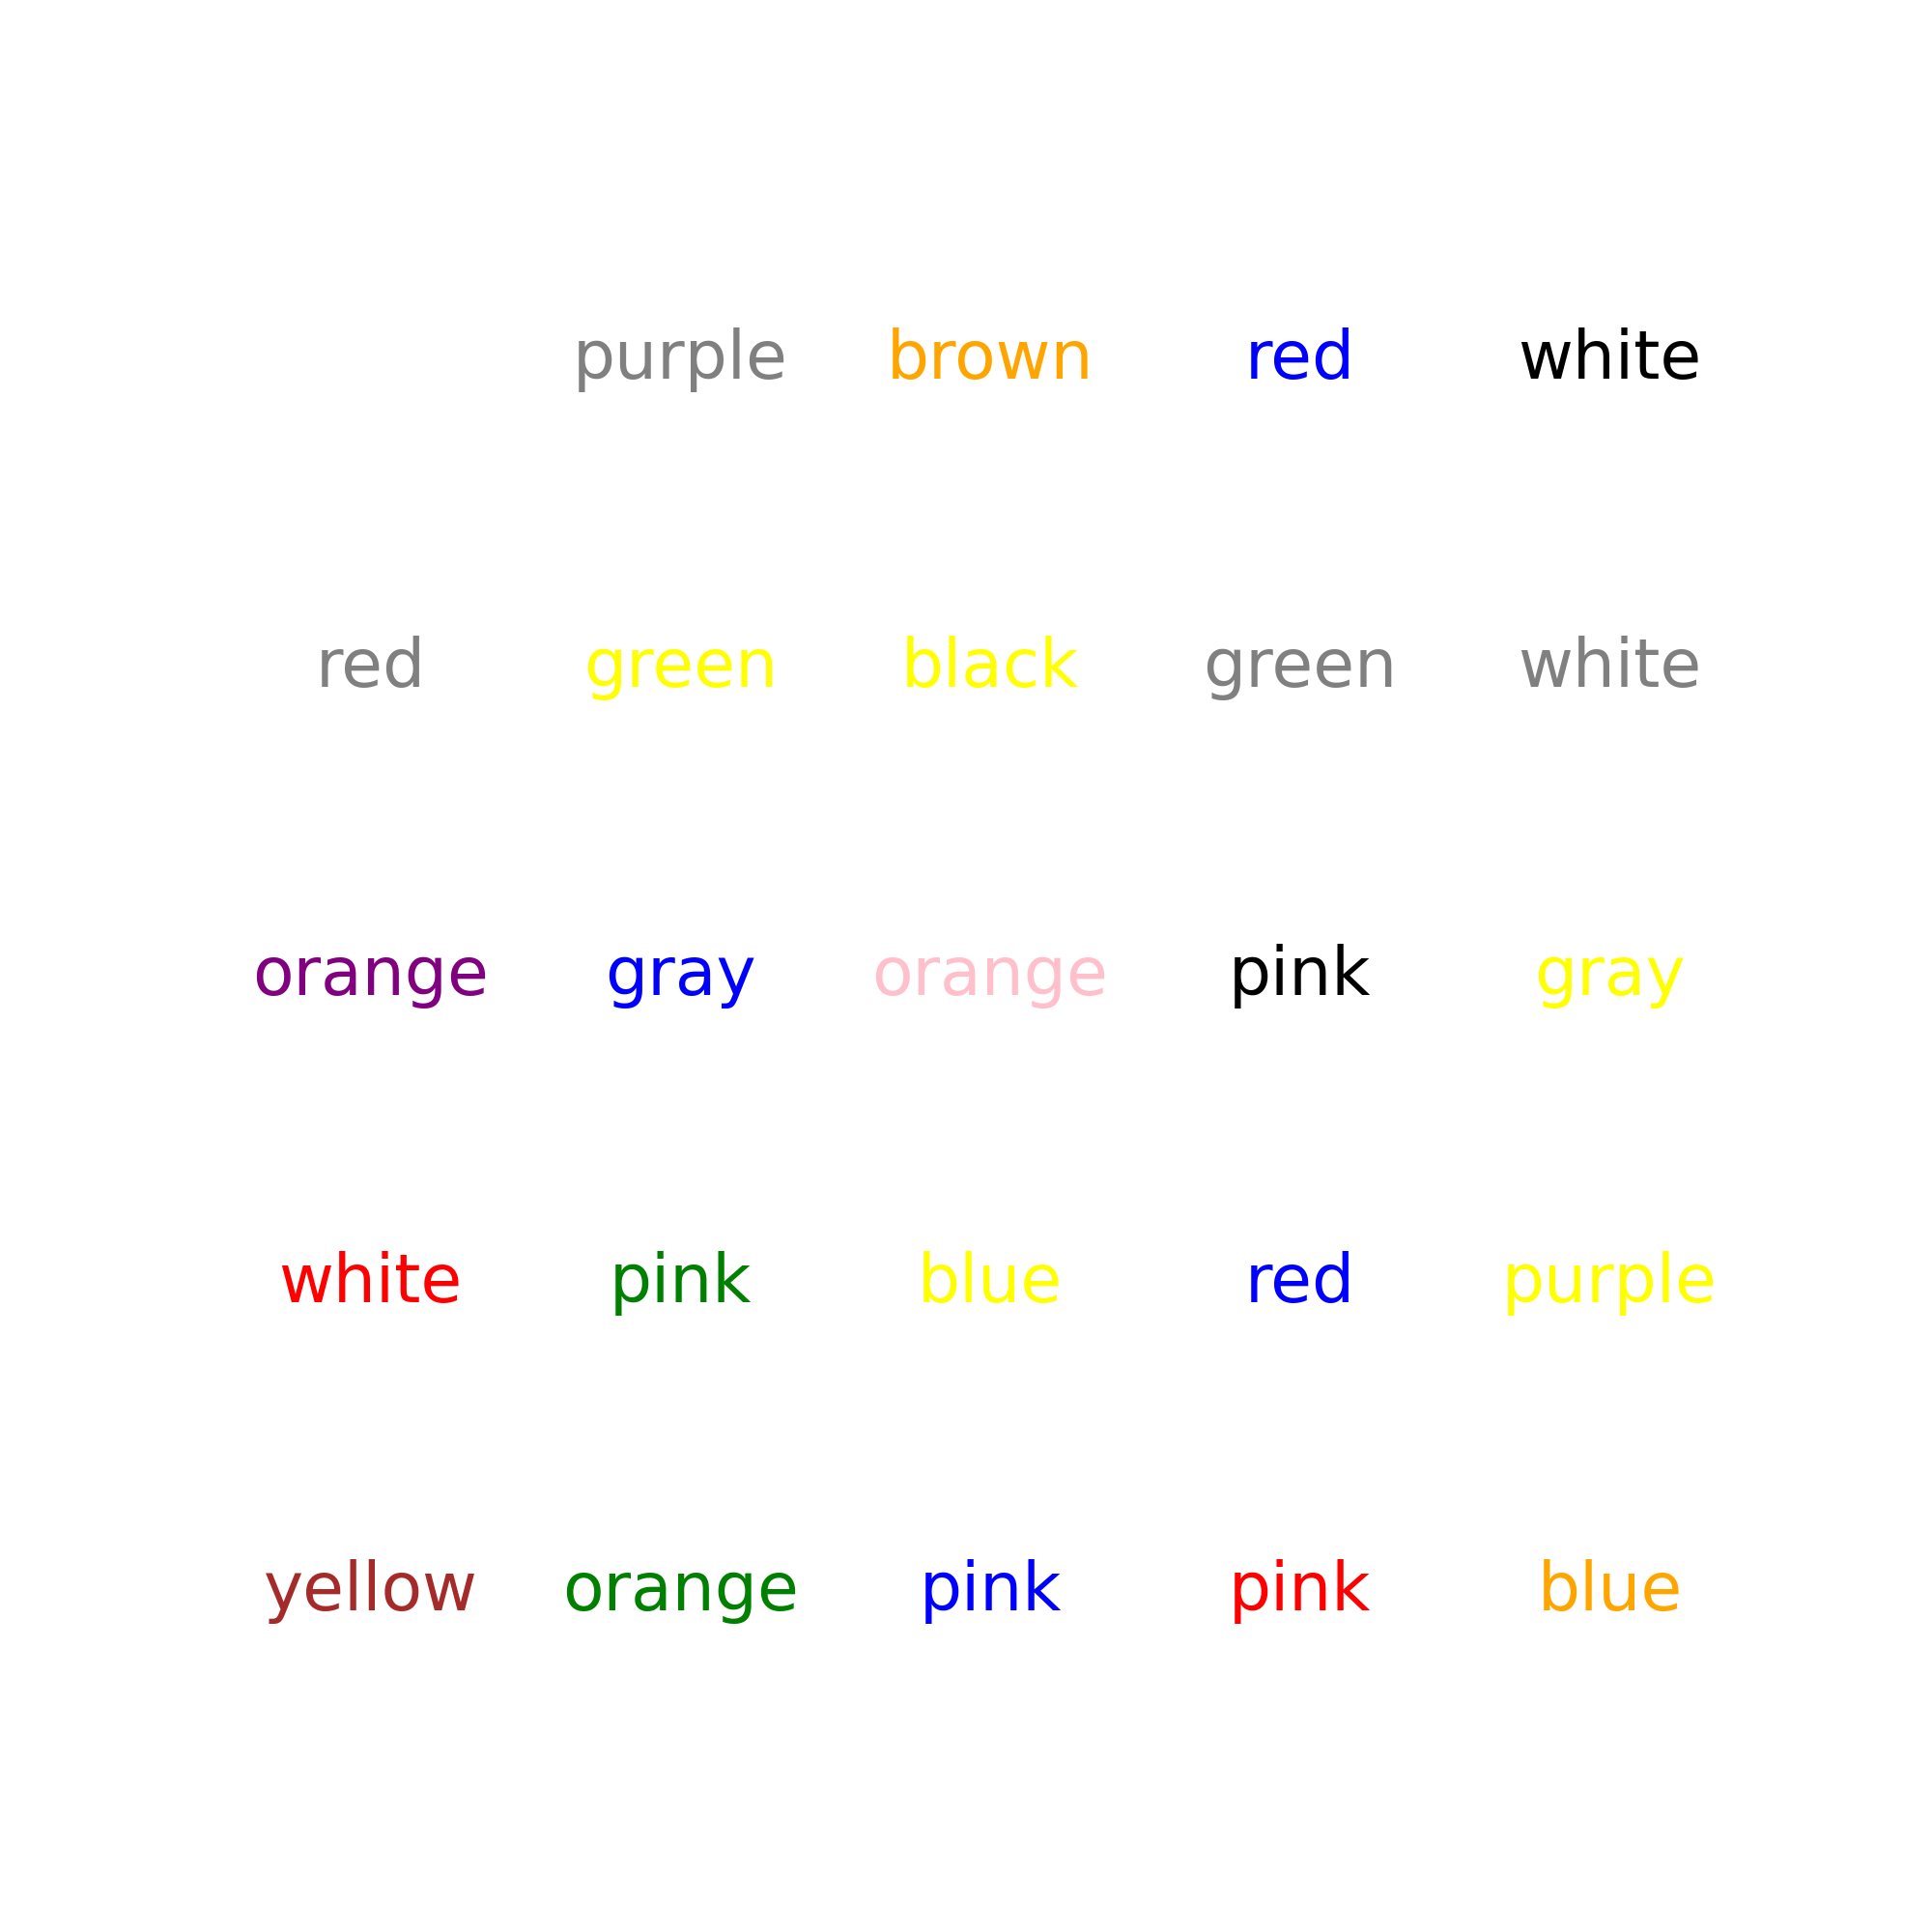 purple brown red white
red green black green white
orange gray orange pink gray
white pink blue red purple
yellow orange pink pink blue